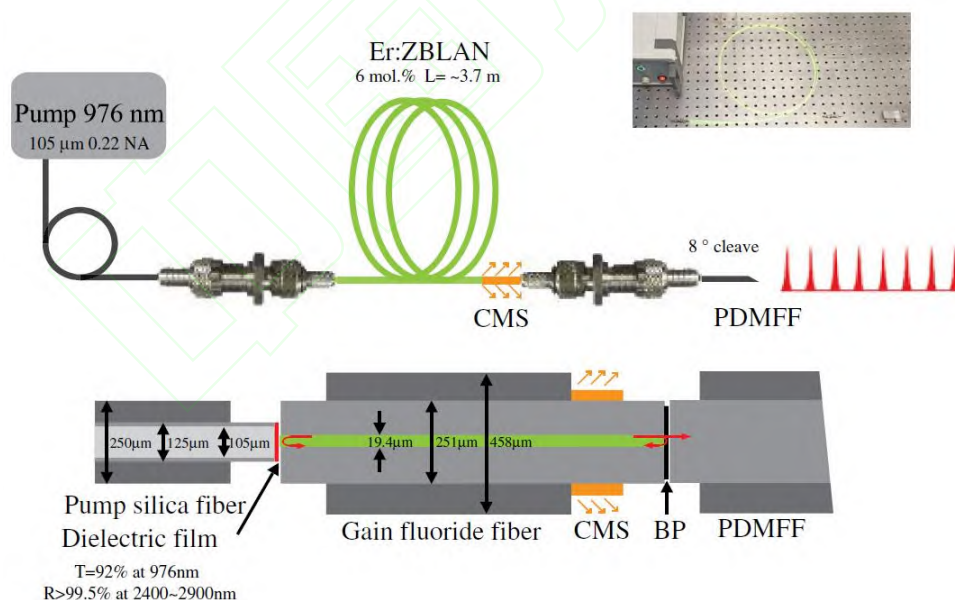 Er:ZBLAN
6 mol.% L= ~3.7 m
Pump 976 nm
105 μm 0.22 NA
8 ° cleave
CMS
PDMFF
250μm
125μm
105μm
19.4μm
251μm
458μm
Pump silica fiber
Dielectric film
T=92% at 976nm
R>99.5% at 2400~2900nm
Gain fluoride fiber
CMS
BP
PDMFF